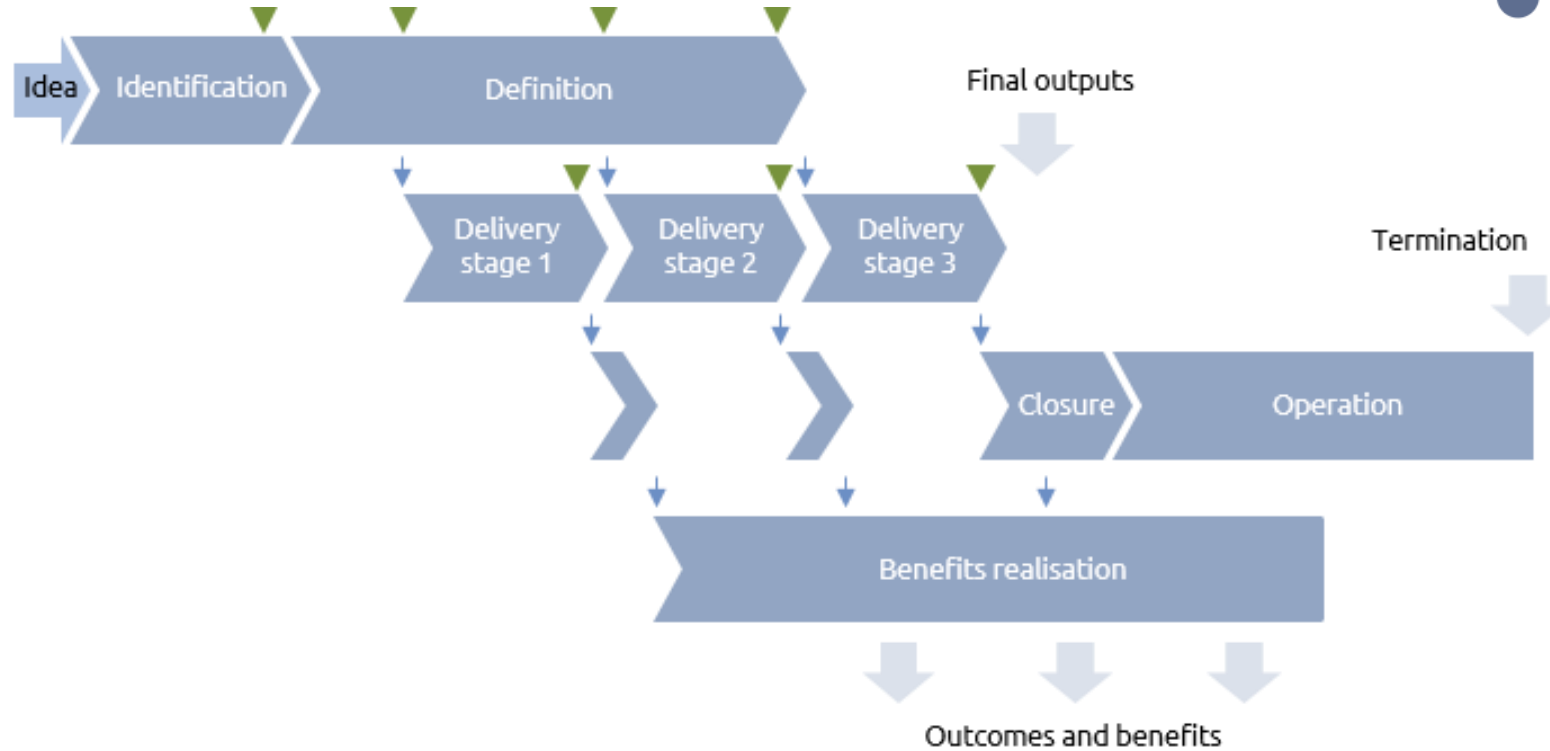 Idea
Identification
Definition
Final outputs
Delivery
stage 1
Delivery
stage 2
Delivery
stage 3
Termination
Closure
Operation
Benefits realisation
Outcomes and benefits